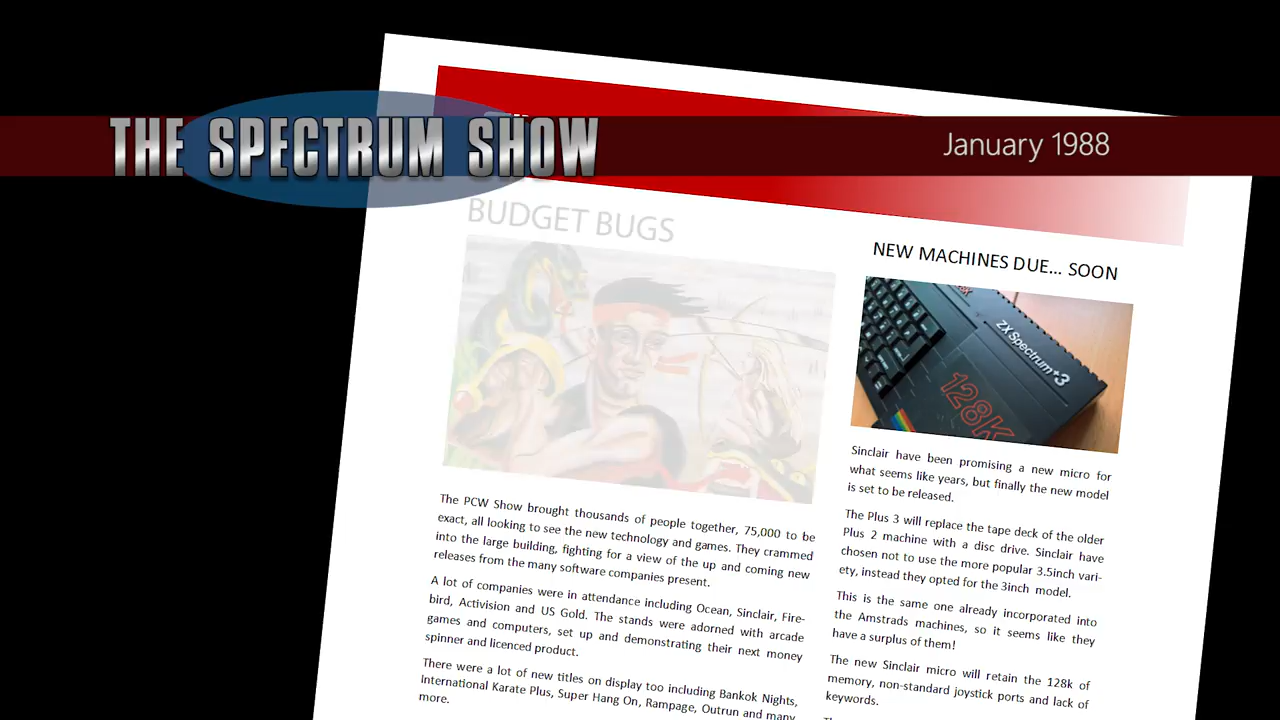 THE SPECTRUM SHOW
January 1988
BUDGET BUGS
The PCW Show brought thousands of people together, 75,000 to be
exact, all looking to see the new technology and games. They crammed
into the large building, fighting for a view of the up and coming new
releases from the many software companies present.
A lot of companies were in attendance including Ocean, Sinclair, Fire-
bird, Activision and US Gold. The stands were adorned with arcade
games and computers, set up and demonstrating their next money
spinner and licenced product.
There were a lot of new titles on display too including Bankok Nights,
International Karate Plus, Super Hang On, Rampage, Outrun and many
more.
NEW MACHINES DUE... SOON
ZX Spectrum +3
128K
Sinclair have been promising a new micro for
what seems like years, but finally the new model
is set to be released.
The Plus 3 will replace the tape deck of the older
Plus 2 machine with a disc drive. Sinclair have
chosen not to use the more popular 3.5inch vari-
ety, instead they opted for the 3inch model.
This is the same one already incorporated into
the Amstrads machines, so it seems like they
have a surplus of them!
The new Sinclair micro will retain the 128k of
memory, non-standard joystick ports and lack of
keywords.